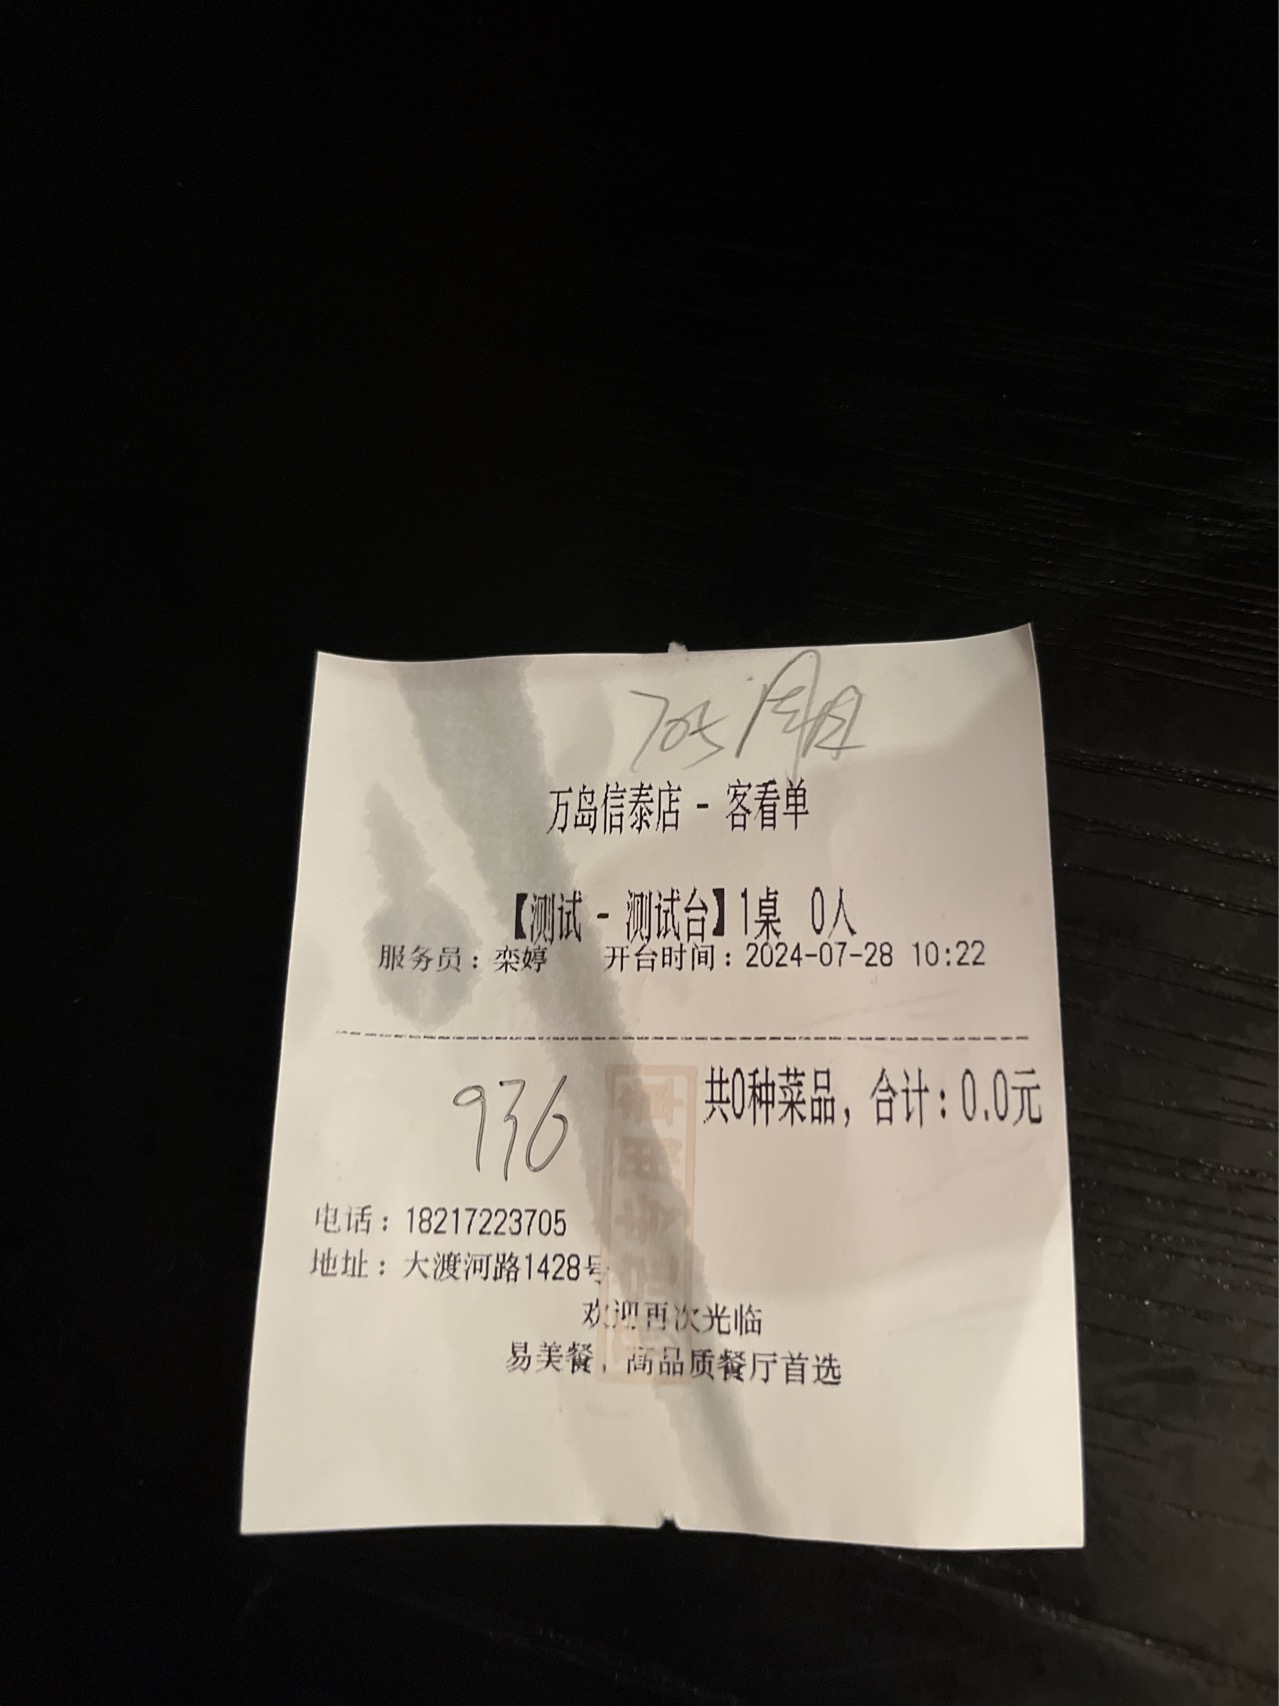 705
万岛信泰店 - 客看单
【测试 - 测试台】1桌 0人
服务员：栾婷 开台时间：2024-07-28 10:22
共0种菜品，合计：0.0元
936
电话：18217223705
地址：大渡河路1428号
欢迎再次光临
易美餐，高品质餐厅首选